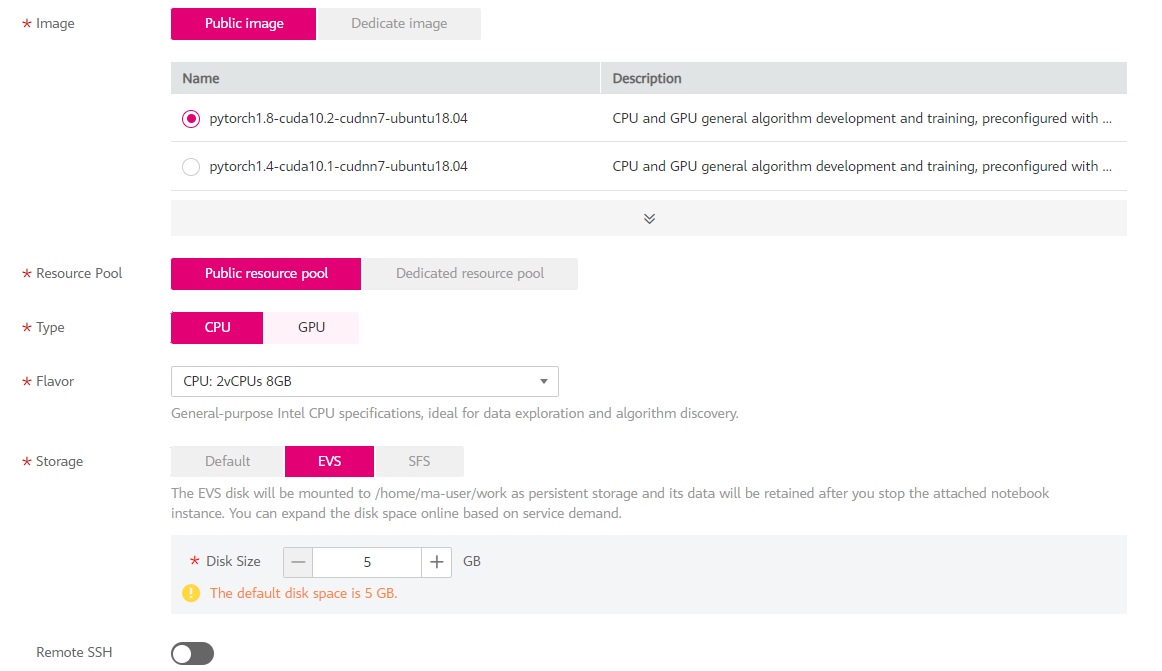 * Image
Public image
Dedicate image
Name
Description
pytorch1.8-cuda10.2-cudnn7-ubuntu18.04
CPU and GPU general algorithm development and training, preconfigured with ...
pytorch1.4-cuda10.1-cudnn7-ubuntu18.04
CPU and GPU general algorithm development and training, preconfigured with ...
* Resource Pool
Public resource pool
Dedicated resource pool
* Type
CPU
GPU
* Flavor
CPU: 2vCPUs 8GB
General-purpose Intel CPU specifications, ideal for data exploration and algorithm discovery.
* Storage
Default
EVS
SFS
The EVS disk will be mounted to /home/ma-user/work as persistent storage and its data will be retained after you stop the attached notebook
instance. You can expand the disk space online based on service demand.
* Disk Size
5
GB
The default disk space is 5 GB.
Remote SSH